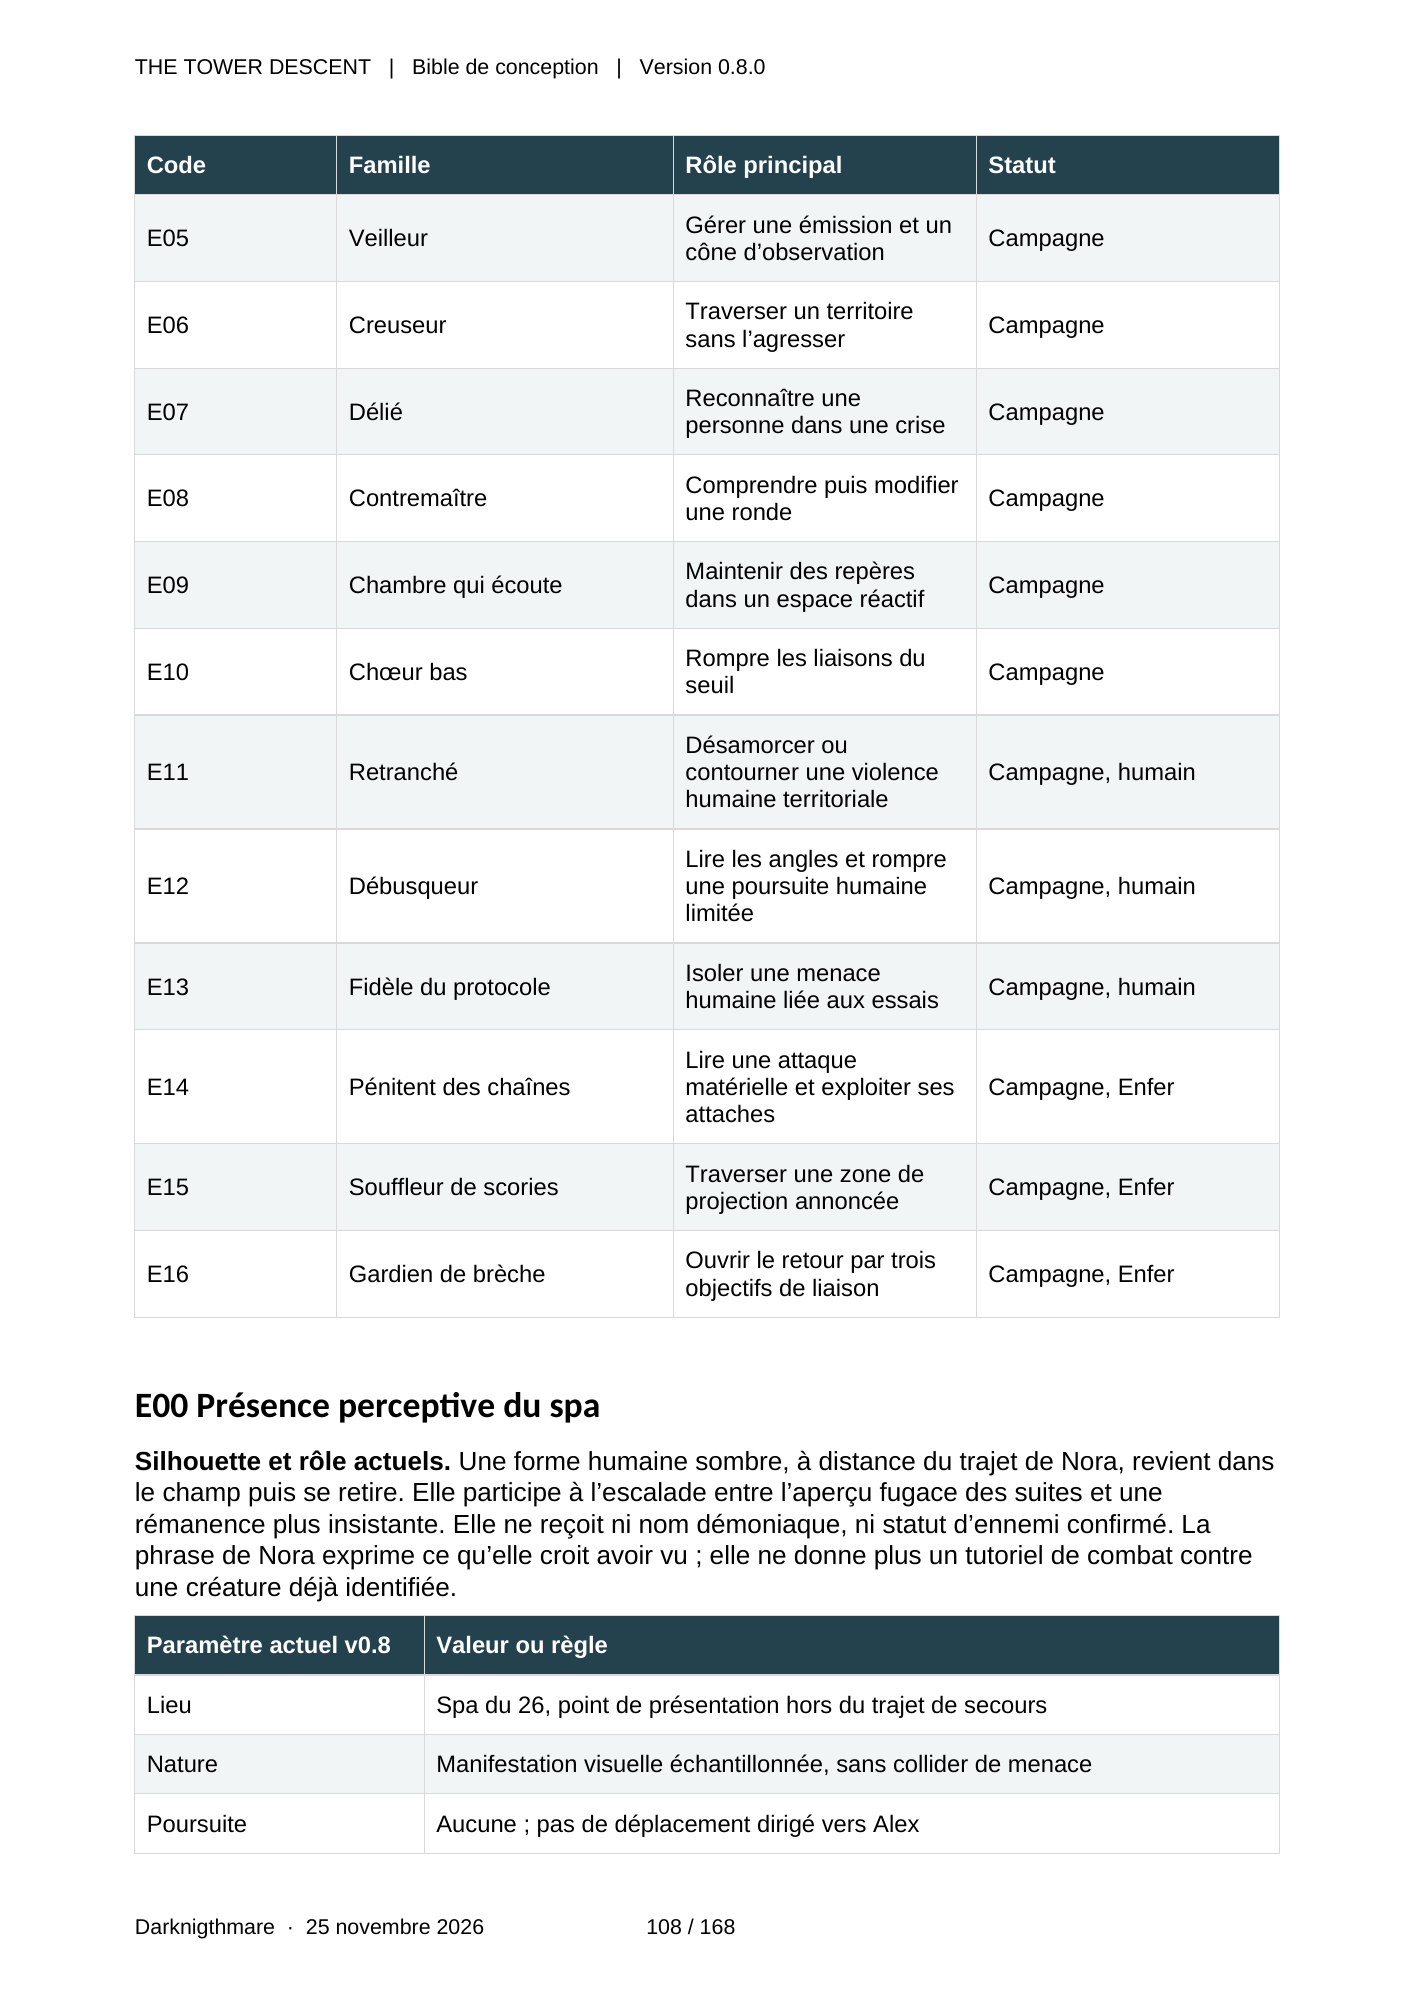 THE TOWER DESCENT | Bible de conception | Version 0.8.0
Code Famille Rôle principal Statut
E05 Veilleur Gérer une émission et un
cône d’observation Campagne
E06 Creuseur Traverser un territoire
sans l’agresser Campagne
E07 Délié Reconnaître une
personne dans une crise Campagne
E08 Contremaître Comprendre puis modifier
une ronde Campagne
E09 Chambre qui écoute Maintenir des repères
dans un espace réactif Campagne
E10 Chœur bas Rompre les liaisons du
seuil Campagne
E11 Retranché Désamorcer ou
contourner une violence
humaine territoriale Campagne, humain
E12 Débusqueur Lire les angles et rompre
une poursuite humaine
limitée Campagne, humain
E13 Fidèle du protocole Isoler une menace
humaine liée aux essais Campagne, humain
E14 Pénitent des chaînes Lire une attaque
matérielle et exploiter ses
attaches Campagne, Enfer
E15 Souffleur de scories Traverser une zone de
projection annoncée Campagne, Enfer
E16 Gardien de brèche Ouvrir le retour par trois
objectifs de liaison Campagne, Enfer
E00 Présence perceptive du spa
Silhouette et rôle actuels. Une forme humaine sombre, à distance du trajet de Nora, revient dans
le champ puis se retire. Elle participe à l’escalade entre l’aperçu fugace des suites et une
rémanence plus insistante. Elle ne reçoit ni nom démoniaque, ni statut d’ennemi confirmé. La
phrase de Nora exprime ce qu’elle croit avoir vu ; elle ne donne plus un tutoriel de combat contre
une créature déjà identifiée.
Paramètre actuel v0.8 Valeur ou règle
Lieu Spa du 26, point de présentation hors du trajet de secours
Nature Manifestation visuelle échantillonnée, sans collider de menace
Poursuite Aucune ; pas de déplacement dirigé vers Alex
Darknigthmare · 25 novembre 2026 108 / 168